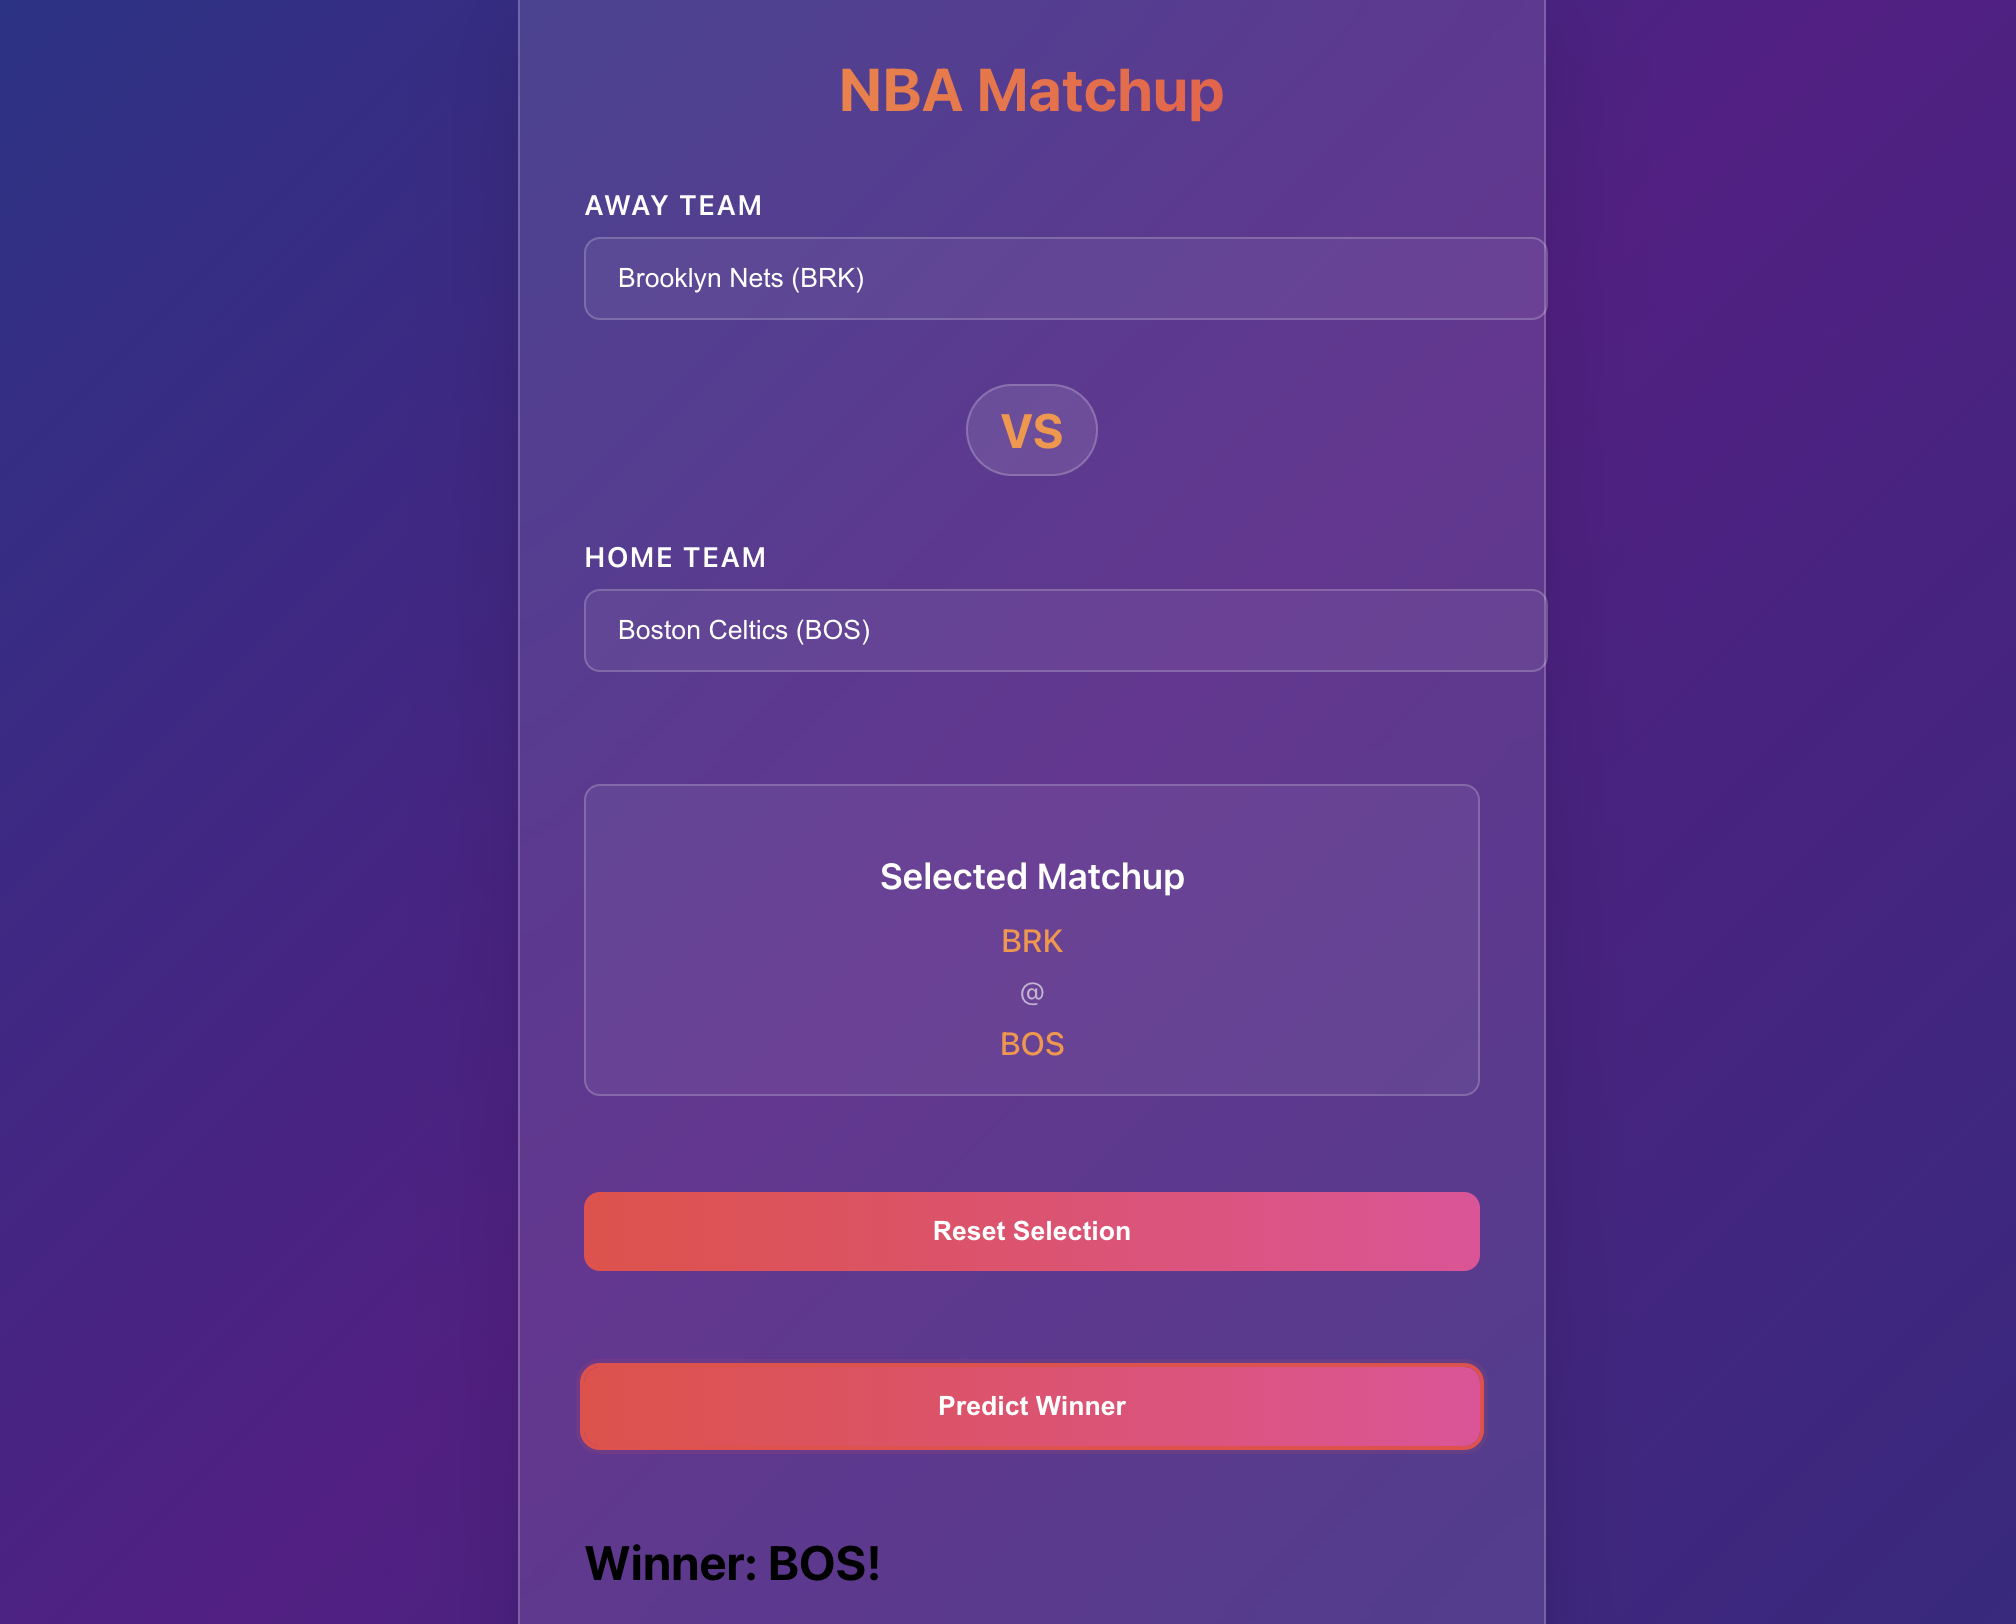 NBA Matchup
AWAY TEAM
Brooklyn Nets (BRK)
VS
HOME TEAM
Boston Celtics (BOS)
Selected Matchup
BRK
@
BOS
Reset Selection
Predict Winner
Winner: BOS!